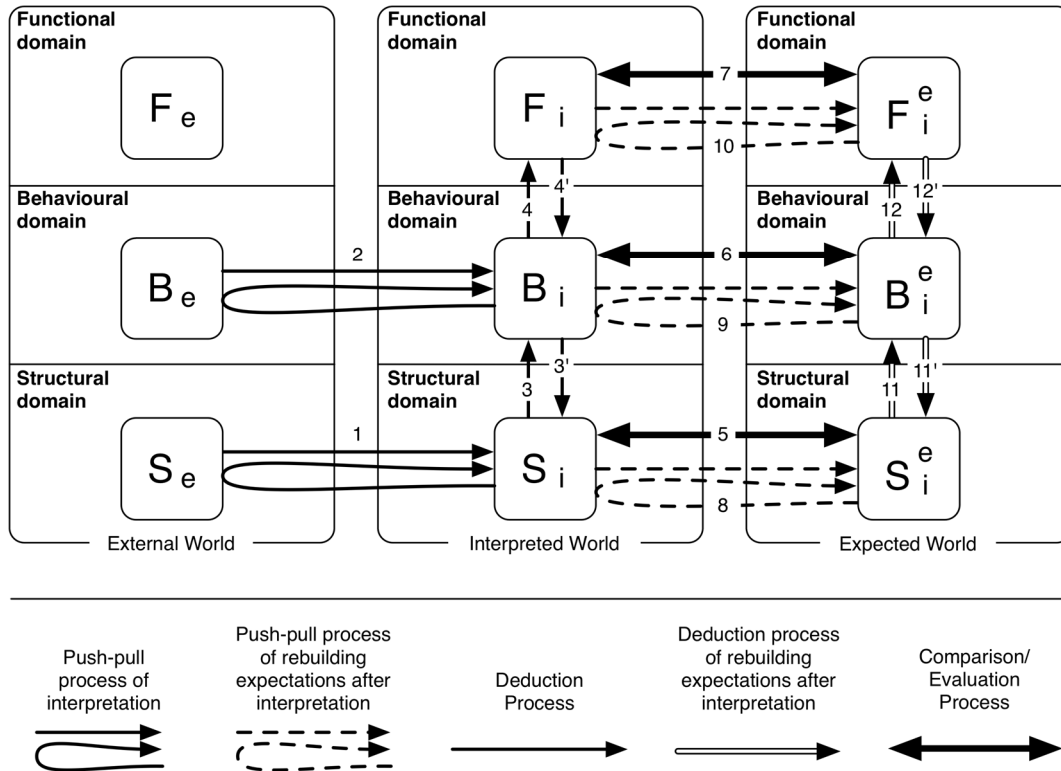 Functional
domain
F e
Functional
domain
F i
7
10
Functional
domain
F e i
4
4'
12
12'
Behavioural
domain
B e
2
Behavioural
domain
B i
6
9
Behavioural
domain
B e i
3
3'
11
11'
Structural
domain
S e
1
Structural
domain
S i
5
8
Structural
domain
S e i
External World
Interpreted World
Expected World
Push-pull
process of
interpretation
Push-pull process
of rebuilding
expectations after
interpretation
Deduction
Process
Deduction process
of rebuilding
expectations after
interpretation
Comparison/
Evaluation
Process